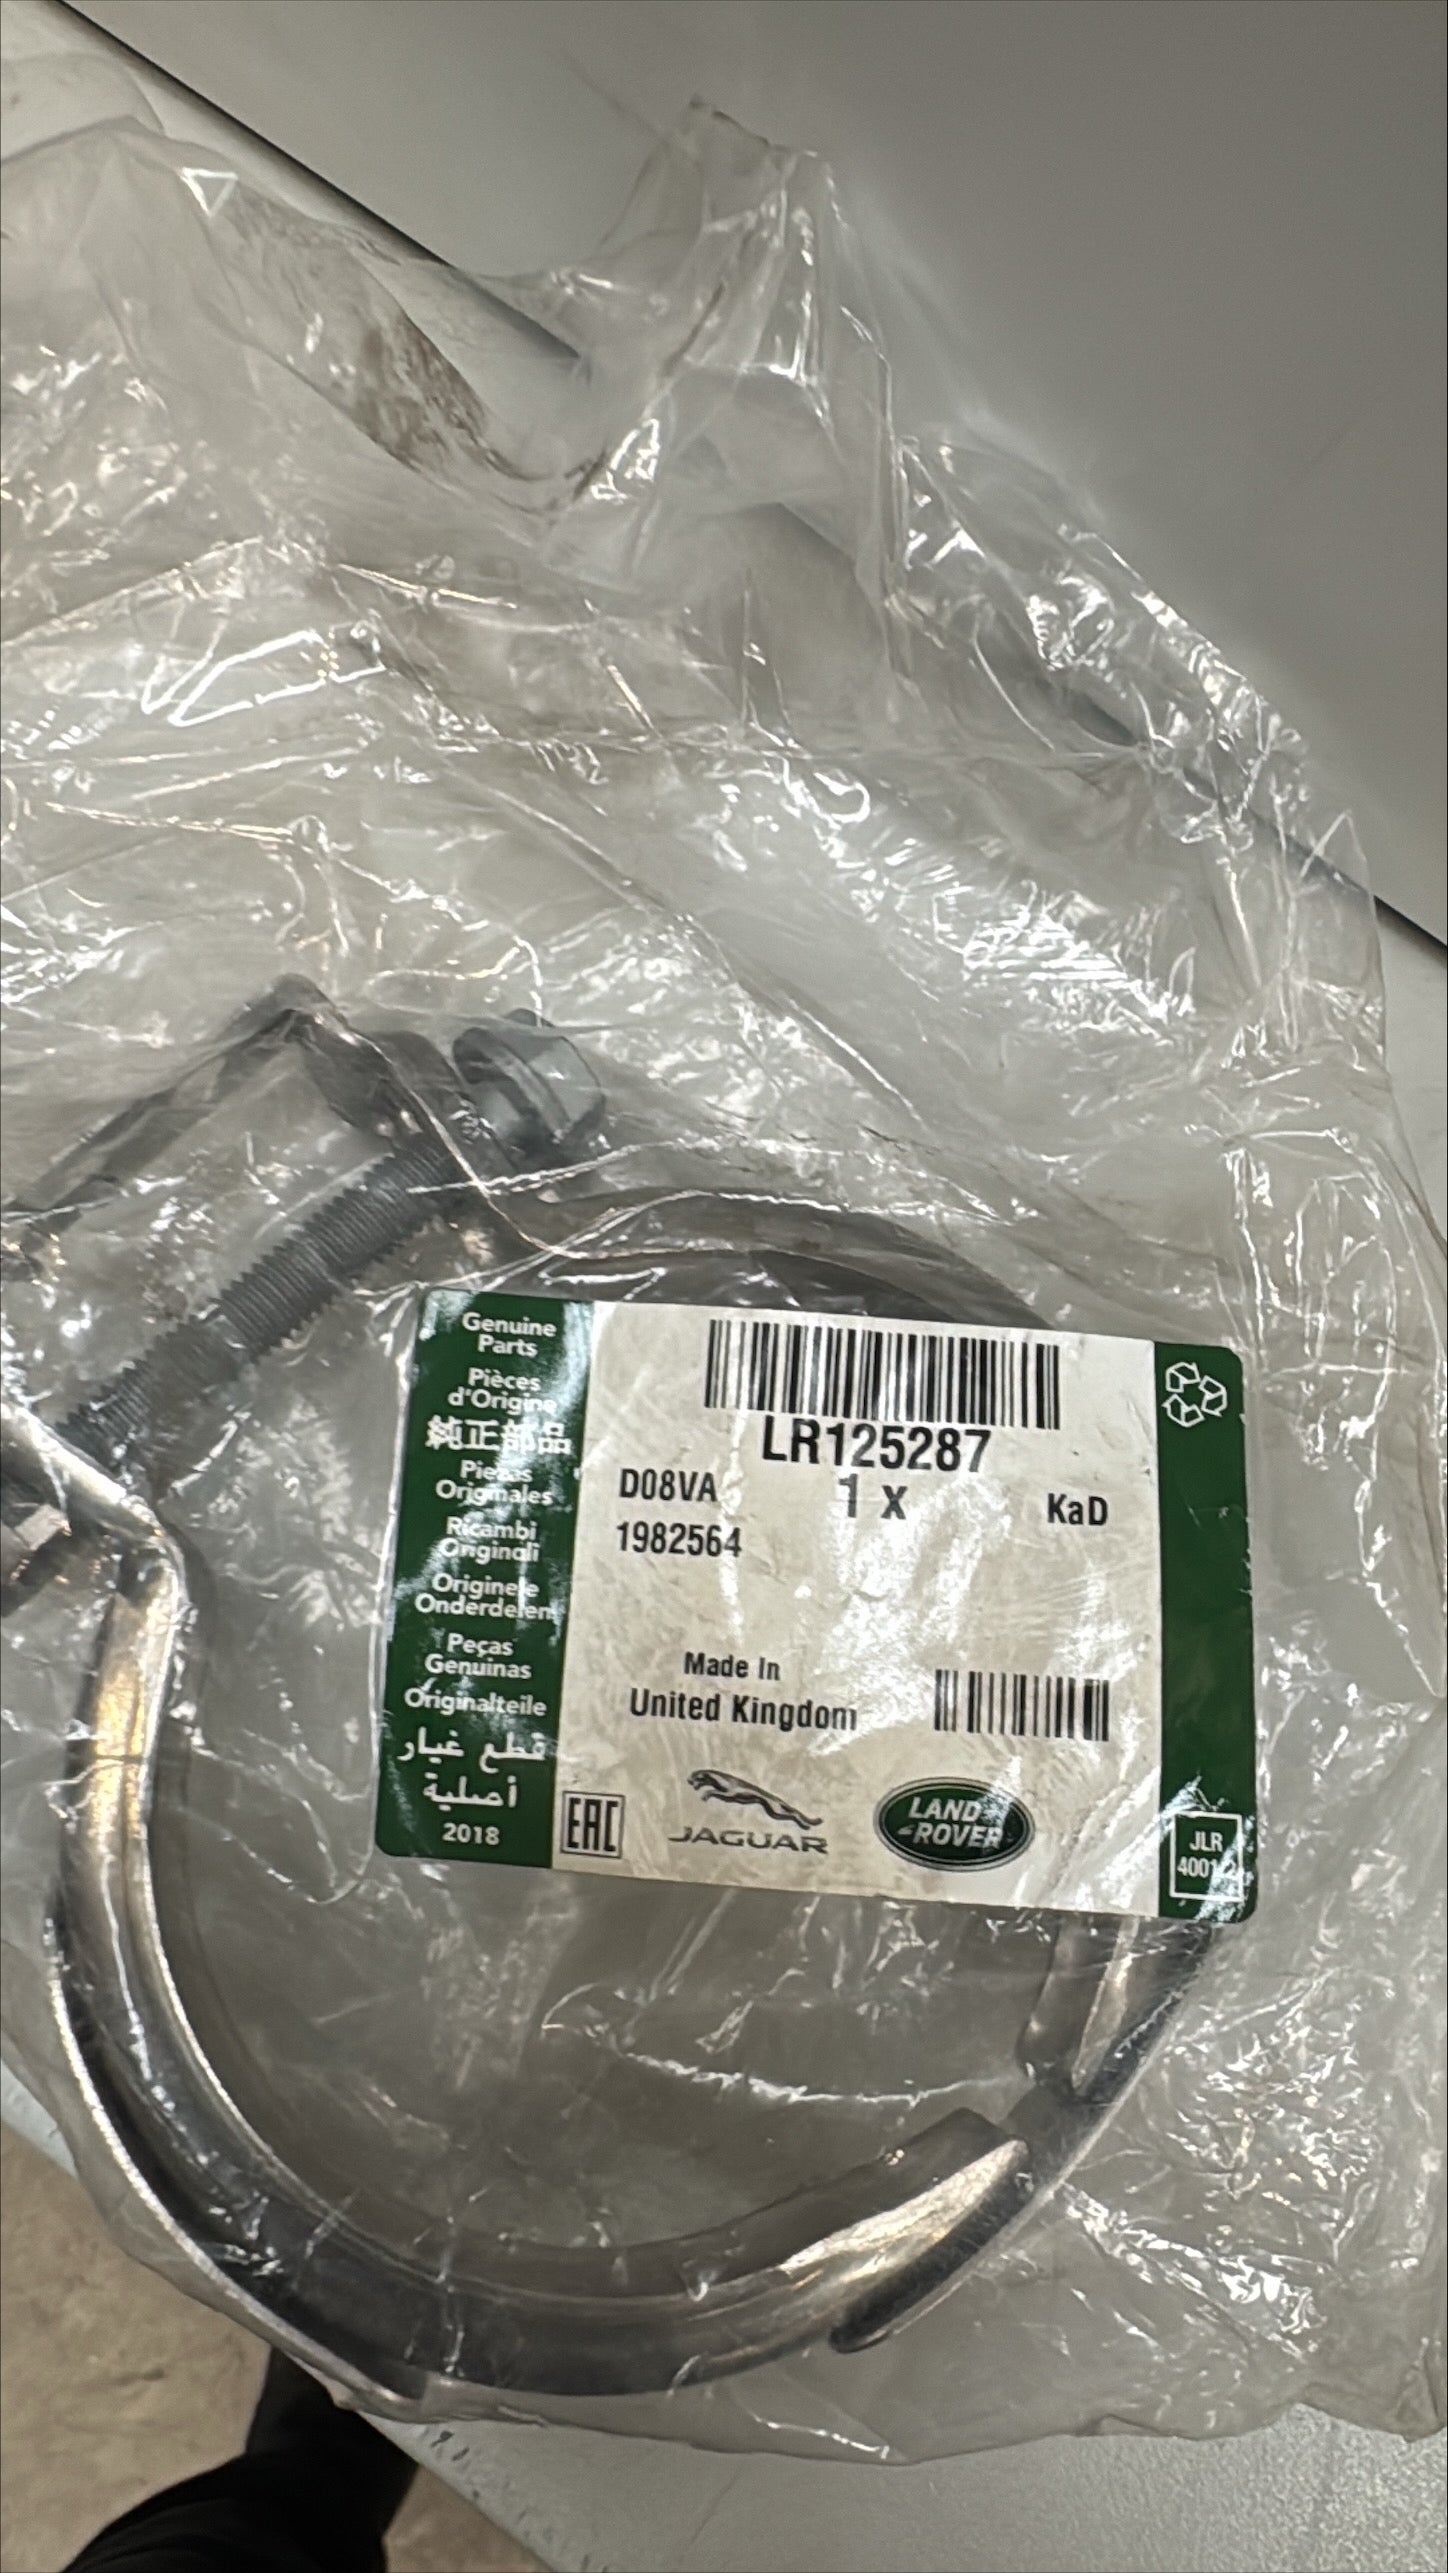 Genuine
Parts
Pièces
d'Origine
純正部品
Piezas
Originales
Ricambi
Originali
Originele
Onderdelen
Peças
Genuinas
Originalteile
قطع غيار
أصلية
2018
LR125287
D08VA
1 x
KaD
1982564
Made In
United Kingdom
EAC
JAGUAR
LAND
ROVER
JLR